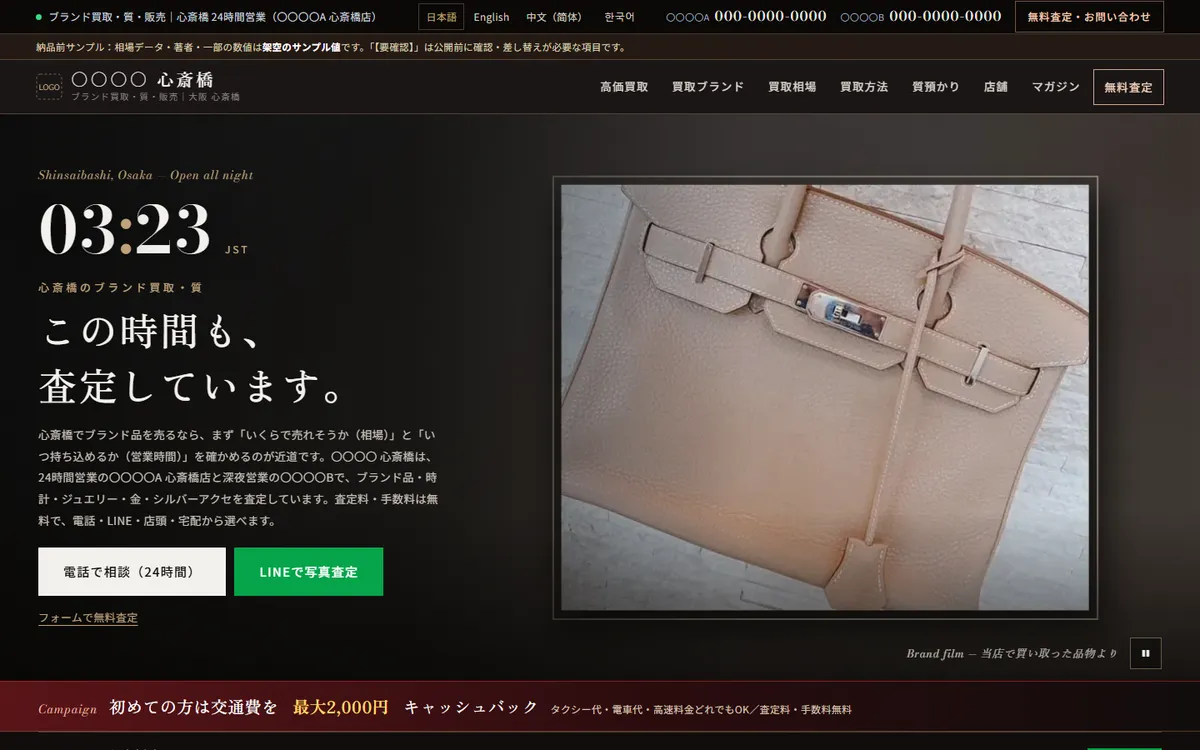 ブランド買取・質・販売｜心斎橋 24時間営業（〇〇〇〇A 心斎橋店）
日本語 English 中文（简体） 한국어
〇〇〇〇A 000-0000-0000 〇〇〇〇B 000-0000-0000
無料査定・お問い合わせ
納品前サンプル：相場データ・著者・一部の数値は架空のサンプル値です。「【要確認】」は公開前に確認・差し替えが必要な項目です。
LOGO
〇〇〇〇 心斎橋
ブランド買取・質・販売｜大阪 心斎橋
高価買取 買取ブランド 買取相場 買取方法 質預かり 店舗 マガジン 無料査定
Shinsaibashi, Osaka — Open all night
03:23 JST
心斎橋のブランド買取・質
この時間も、
査定しています。
心斎橋でブランド品を売るなら、まず「いくらで売れそうか（相場）」と「い
つ持ち込めるか（営業時間）」を確かめるのが近道です。〇〇〇〇 心斎橋は、
24時間営業の〇〇〇〇A 心斎橋店と深夜営業の〇〇〇〇Bで、ブランド品・時
計・ジュエリー・金・シルバーアクセを査定しています。査定料・手数料は無
料で、電話・LINE・店頭・宅配から選べます。
電話で相談（24時間）
LINEで写真査定
フォームで無料査定
Brand film — 当店で買い取った品物より
Campaign 初めての方は交通費を 最大2,000円 キャッシュバック タクシー代・電車代・高速料金どれでもOK／査定料・手数料無料